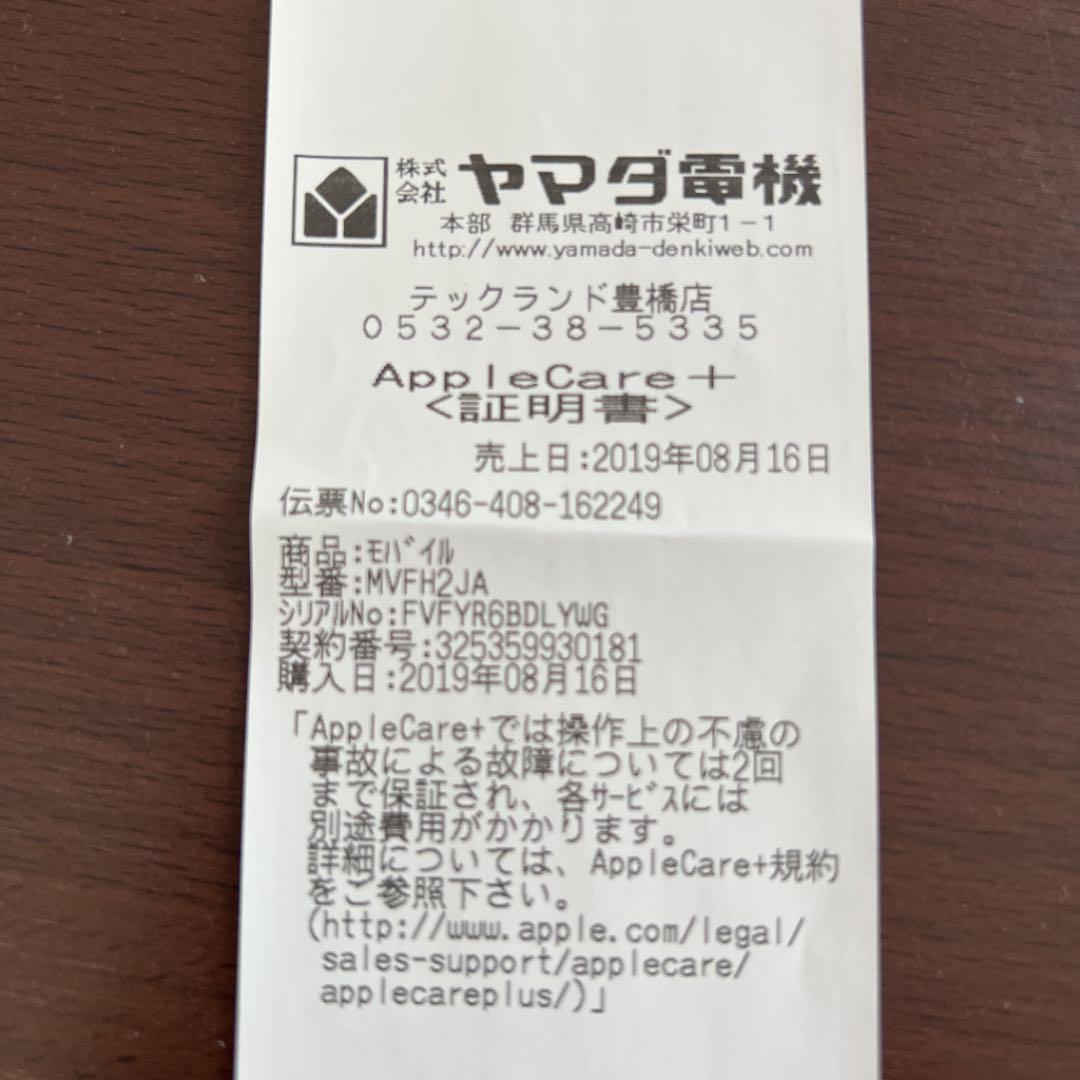 株式会社 ヤマダ電機
本部 群馬県高崎市栄町1-1
http://www.yamada-denkiweb.com
テックランド豊橋店
0532-38-5335
AppleCare+
<証明書>
売上日:2019年08月16日
伝票No:0346-408-162249
商品:ﾓﾊﾞｲﾙ
型番:MVFH2JA
ｼﾘｱﾙNo:FVFYR6BDLYWG
契約番号:325359930181
購入日:2019年08月16日
「AppleCare+では操作上の不慮の
事故による故障については2回
まで保証され、各ｻｰﾋﾞｽには
別途費用がかかります。
詳細については、AppleCare+規約
をご参照下さい。
(http://www.apple.com/legal/
sales-support/applecare/
applecareplus/)」